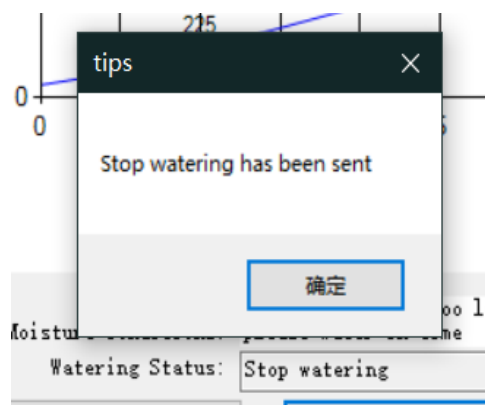 225
tips
0
0
Stop watering has been sent
确定
Watering Status:
Stop watering